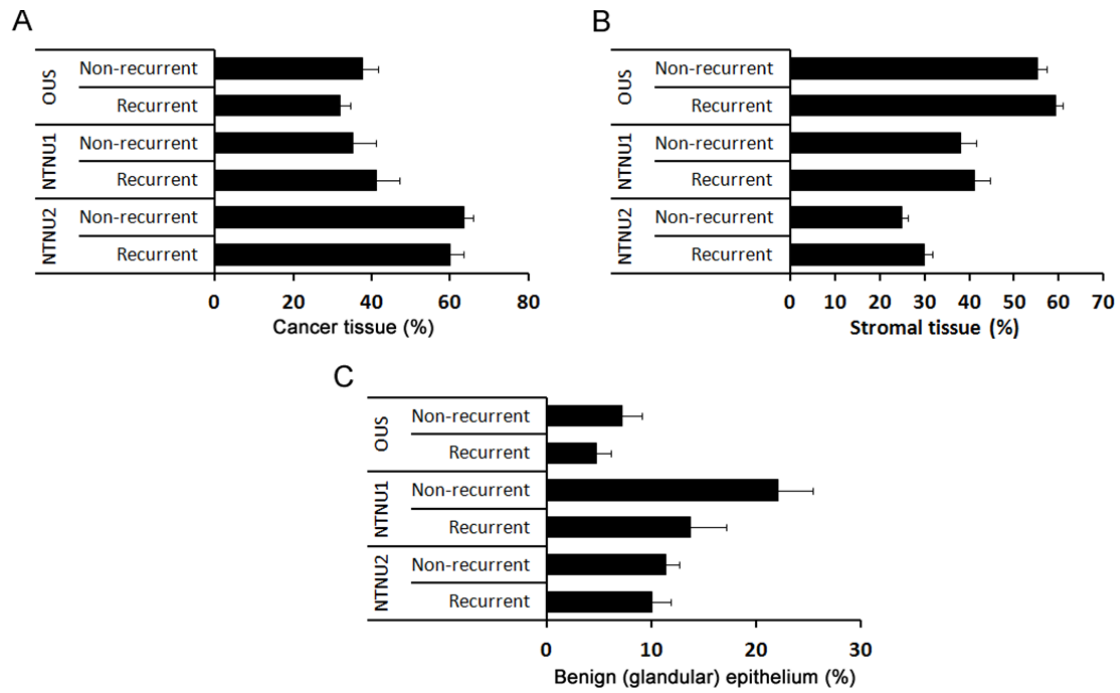 A
OUS
Non-recurrent
Recurrent
NTNU1
Non-recurrent
Recurrent
NTNU2
Non-recurrent
Recurrent
0 20 40 60 80
Cancer tissue (%)
B
OUS
Non-recurrent
Recurrent
NTNU1
Non-recurrent
Recurrent
NTNU2
Non-recurrent
Recurrent
0 10 20 30 40 50 60 70
Stromal tissue (%)
C
OUS
Non-recurrent
Recurrent
NTNU1
Non-recurrent
Recurrent
NTNU2
Non-recurrent
Recurrent
0 10 20 30
Benign (glandular) epithelium (%)